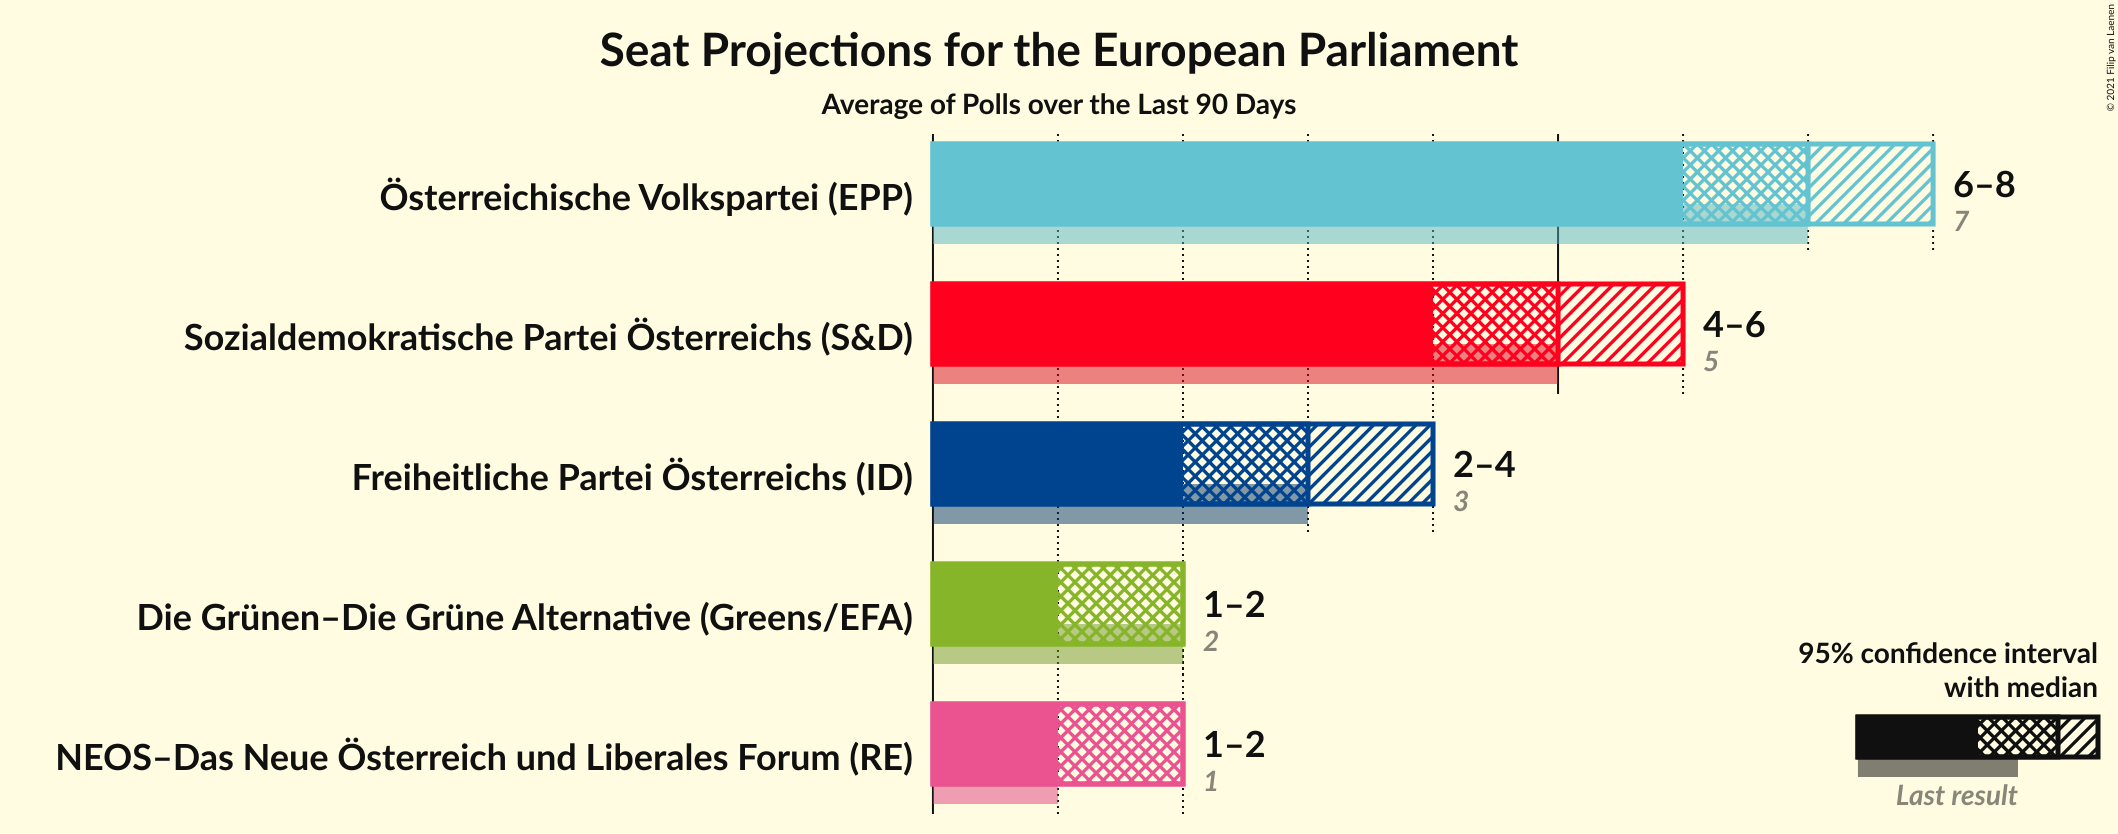 Seat Projections for the European Parliament
Average of Polls over the Last 90 Days
Österreichische Volkspartei (EPP)
6–8
7
Sozialdemokratische Partei Österreichs (S&D)
4–6
5
Freiheitliche Partei Österreichs (ID)
2–4
3
Die Grünen–Die Grüne Alternative (Greens/EFA)
1–2
2
NEOS–Das Neue Österreich und Liberales Forum (RE)
1–2
1
95% confidence interval
with median
Last result
© 2021 Filip van Laenen